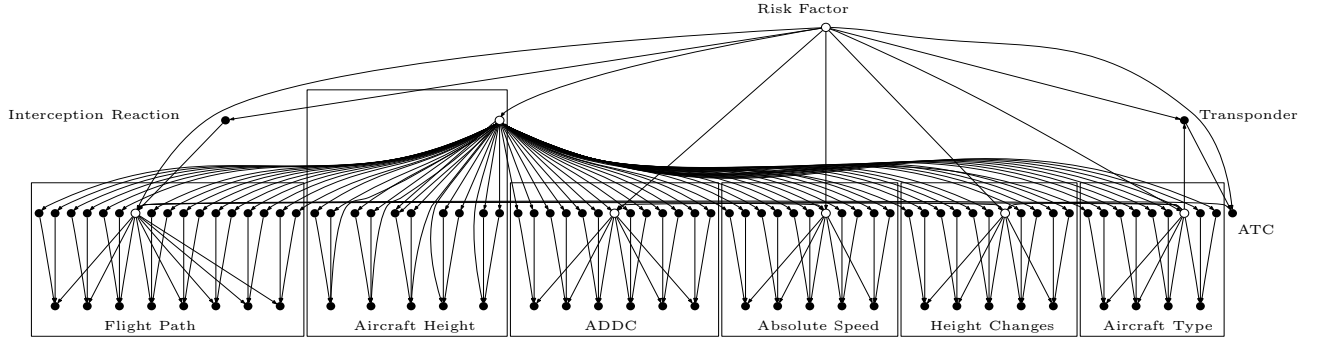 Risk Factor
Interception Reaction
Transponder
ATC
Flight Path
Aircraft Height
ADDC
Absolute Speed
Height Changes
Aircraft Type